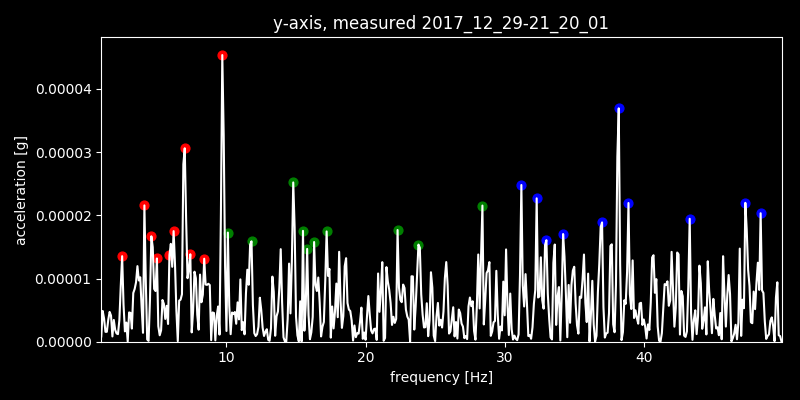 y-axis, measured 2017_12_29-21_20_01
acceleration [g]
0.00004
0.00003
0.00002
0.00001
0.00000
10 20 30 40
frequency [Hz]